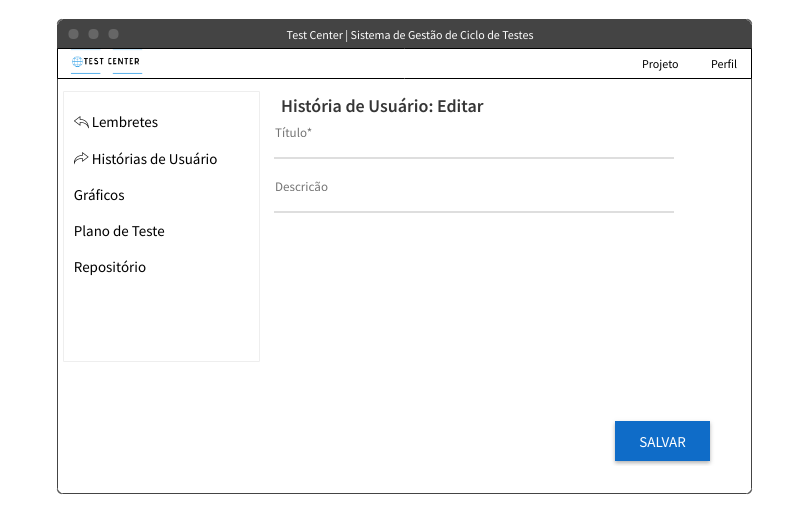 Test Center | Sistema de Gestão de Ciclo de Testes
TEST CENTER
Projeto
Perfil
Lembretes
Histórias de Usuário
Gráficos
Plano de Teste
Repositório
História de Usuário: Editar
Título*
Descricão
SALVAR